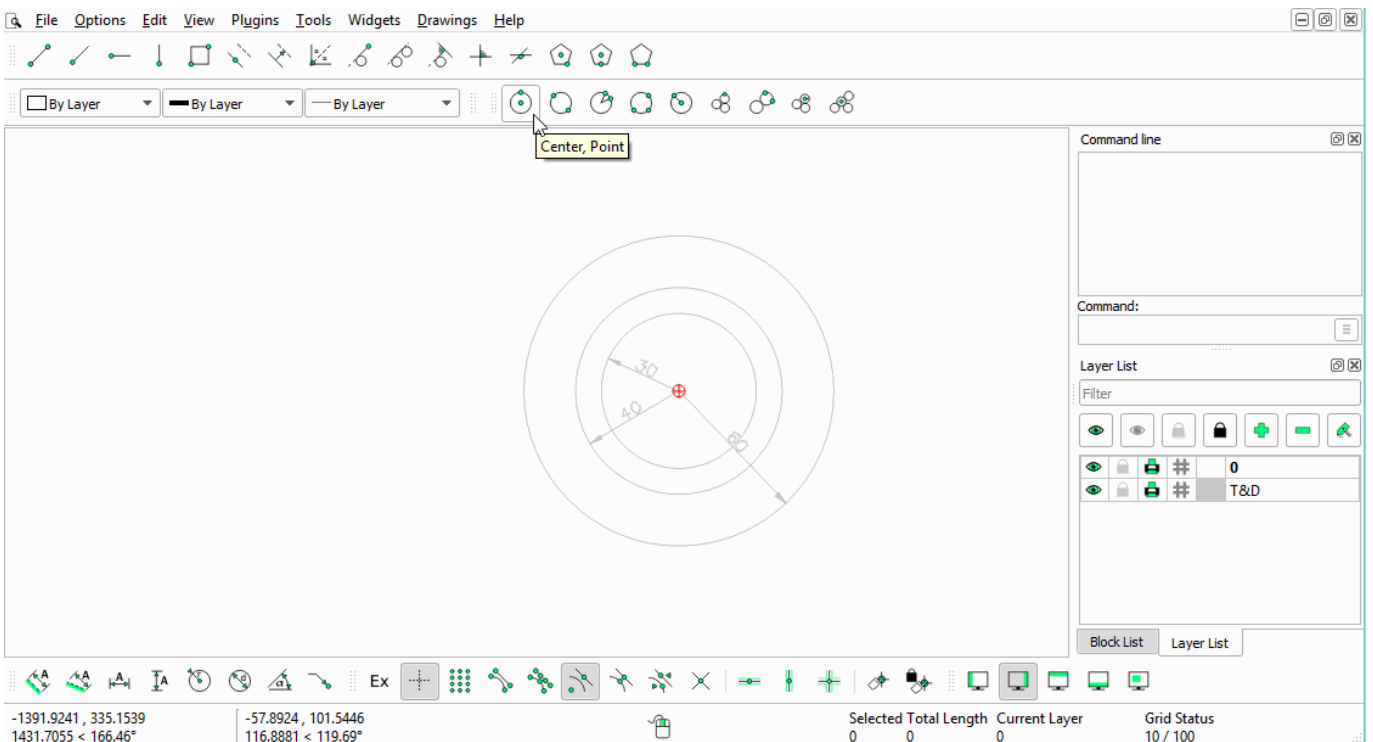 File Options Edit View Plugins Tools Widgets Drawings Help
By Layer By Layer By Layer
Center, Point
Command line
Command:
Layer List
Filter
0
T&D
30
40
60
Block List Layer List
A A A A r d α Ex
-1391.9241 , 335.1539 -57.8924 , 101.5446 Selected Total Length Current Layer Grid Status
1431.7055 < 166.46° 116.8881 < 119.69° 0 0 0 10 / 100